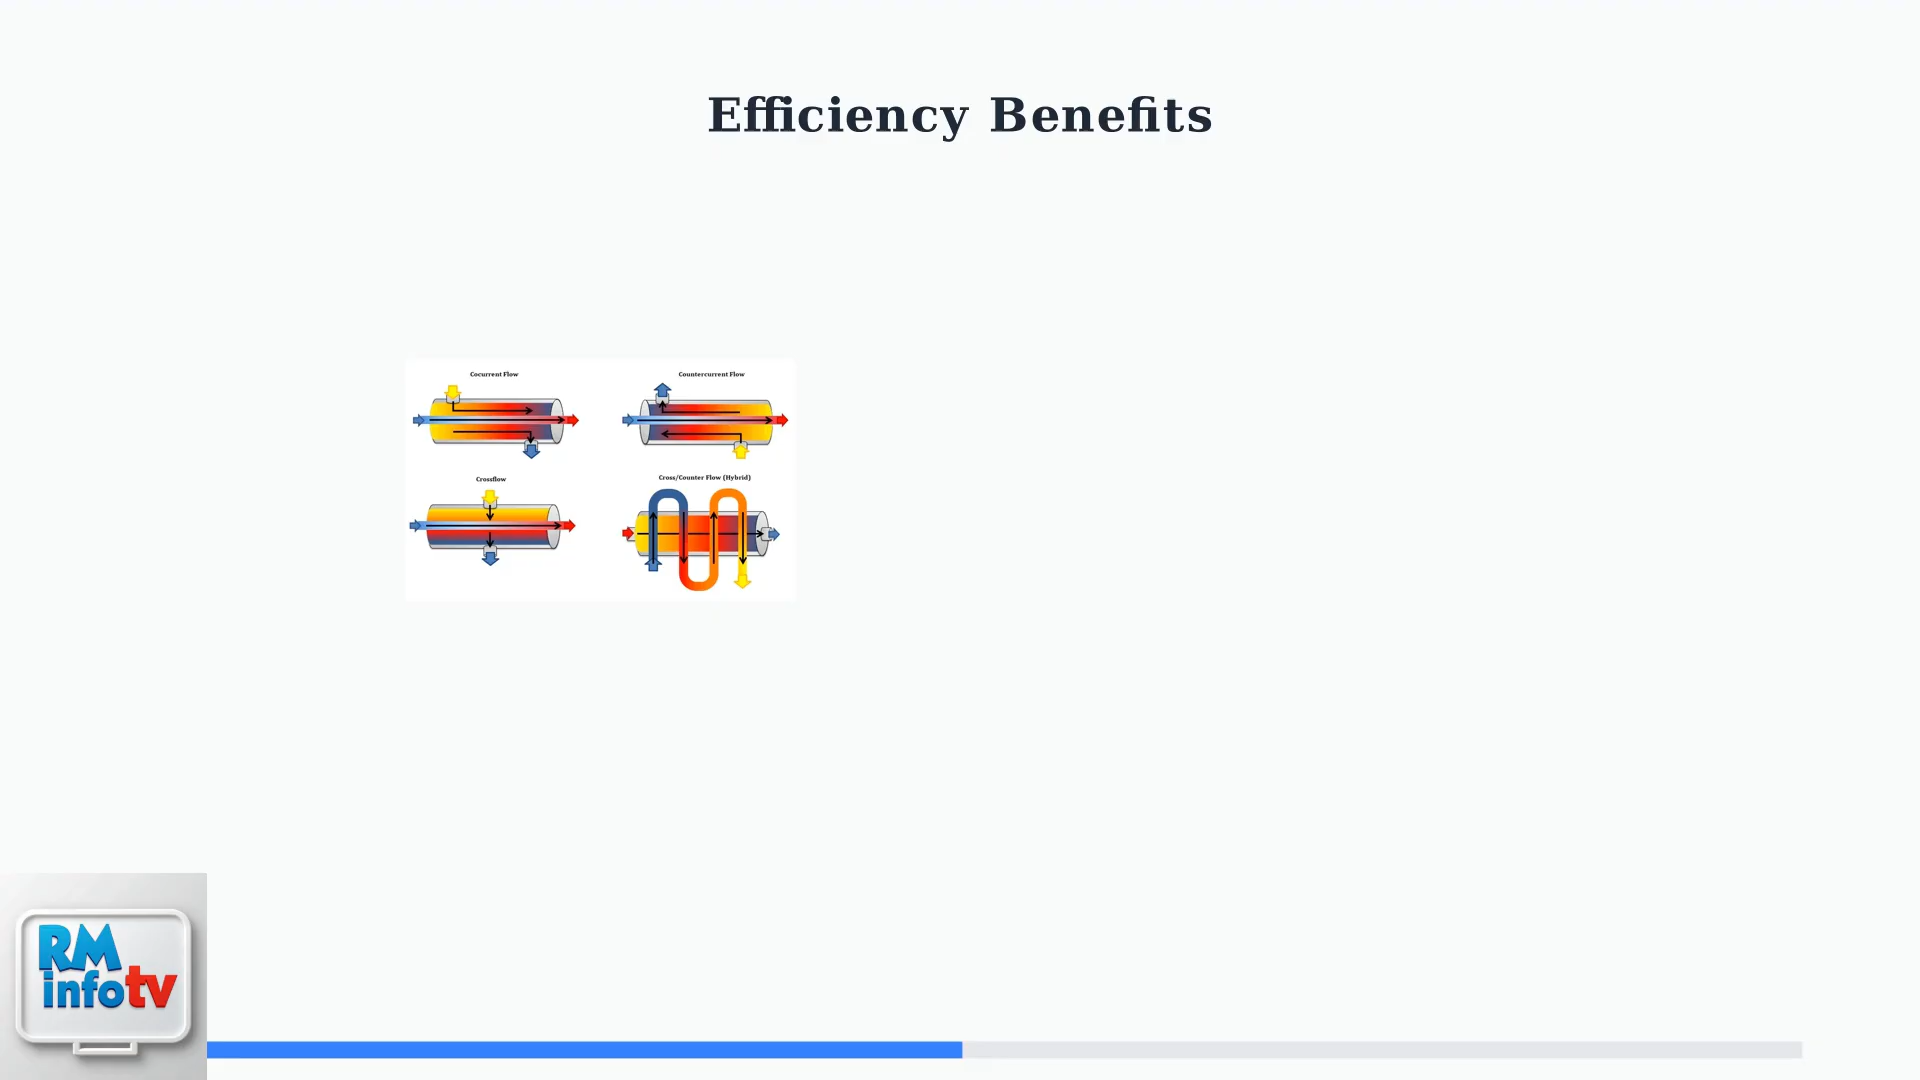 Efficiency Benefits
Cocurrent Flow
Countercurrent Flow
Crossflow
Cross/Counter Flow (Hybrid)
RM
infotv